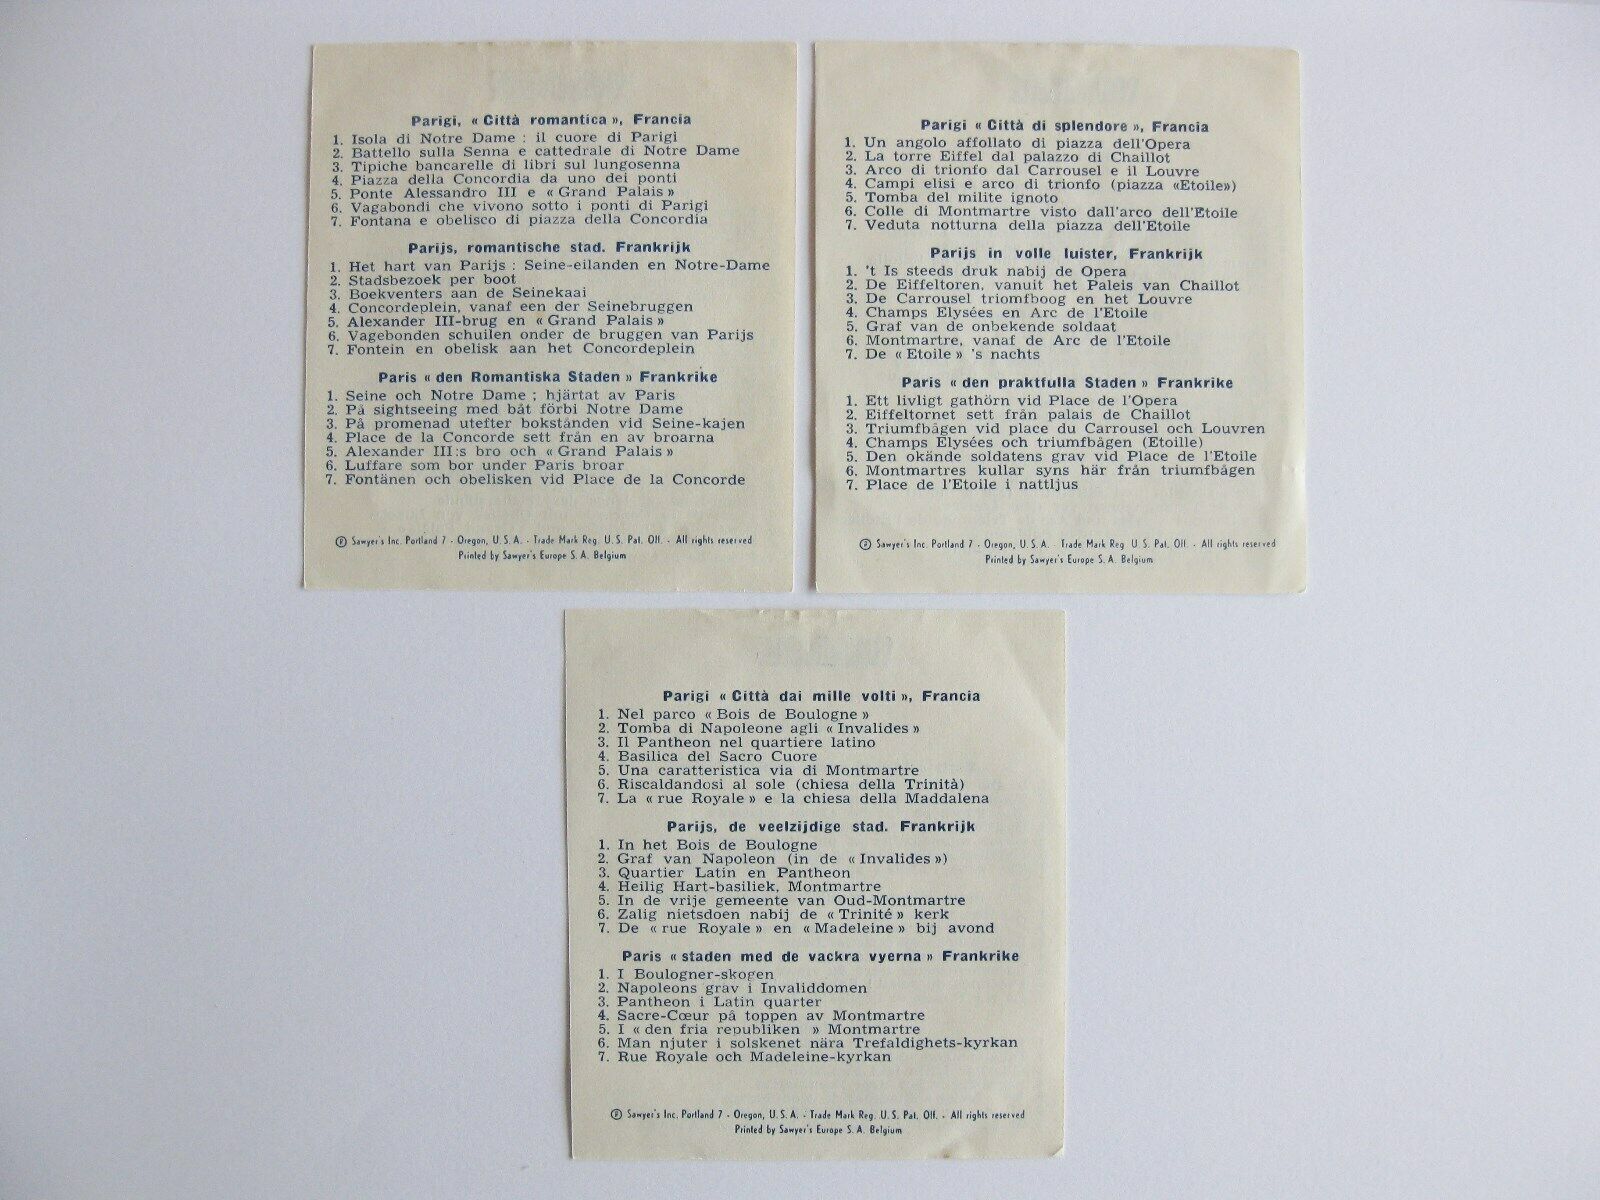 Parigi, « Città romantica », Francia
1. Isola di Notre Dame : il cuore di Parigi
2. Battello sulla Senna e cattedrale di Notre Dame
3. Tipiche bancarelle di libri sul lungosenna
4. Piazza della Concordia da uno dei ponti
5. Ponte Alessandro III e « Grand Palais »
6. Vagabondi che vivono sotto i ponti di Parigi
7. Fontana e obelisco di piazza della Concordia
Parijs, romantische stad. Frankrijk
1. Het hart van Parijs : Seine-eilanden en Notre-Dame
2. Stadsbezoek per boot
3. Boekventers aan de Seinekaai
4. Concordeplein, vanaf een der Seinebruggen
5. Alexander III-brug en « Grand Palais »
6. Vagebonden schuilen onder de bruggen van Parijs
7. Fontein en obelisk aan het Concordeplein
Paris « den Romantiska Staden » Frankrike
1. Seine och Notre Dame ; hjärtat av Paris
2. På sightseeing med båt förbi Notre Dame
3. På promenad utefter bokstånden vid Seine-kajen
4. Place de la Concorde sett från en av broarna
5. Alexander III:s bro och « Grand Palais »
6. Luffare som bor under Paris broar
7. Fontänen och obelisken vid Place de la Concorde
Ⓟ Sawyer's Inc. Portland 7 - Oregon, U. S. A. - Trade Mark Reg. U. S. Pat. Off. - All rights reserved
Printed by Sawyer's Europe S. A. Belgium
Parigi « Città di splendore », Francia
1. Un angolo affollato di piazza dell'Opera
2. La torre Eiffel dal palazzo di Chaillot
3. Arco di trionfo dal Carrousel e il Louvre
4. Campi elisi e arco di trionfo (piazza «Etoile»)
5. Tomba del milite ignoto
6. Colle di Montmartre visto dall'arco dell'Etoile
7. Veduta notturna della piazza dell'Etoile
Parijs in volle luister, Frankrijk
1. 't Is steeds druk nabij de Opera
2. De Eiffeltoren, vanuit het Paleis van Chaillot
3. De Carrousel triomfboog en het Louvre
4. Champs Elysées en Arc de l'Etoile
5. Graf van de onbekende soldaat
6. Montmartre, vanaf de Arc de l'Etoile
7. De « Etoile » 's nachts
Paris « den praktfulla Staden » Frankrike
1. Ett livligt gathörn vid Place de l'Opera
2. Eiffeltornet sett från palais de Chaillot
3. Triumfbågen vid place du Carrousel och Louvren
4. Champs Elysées och triumfbågen (Etoille)
5. Den okände soldatens grav vid Place de l'Etoile
6. Montmartres kullar syns här från triumfbågen
7. Place de l'Etoile i nattljus
Ⓟ Sawyer's Inc. Portland 7 - Oregon, U. S. A. Trade Mark Reg. U. S. Pat. Off. - All rights reserved
Printed by Sawyer's Europe S. A. Belgium
Parigi « Città dai mille volti », Francia
1. Nel parco « Bois de Boulogne »
2. Tomba di Napoleone agli « Invalides »
3. Il Pantheon nel quartiere latino
4. Basilica del Sacro Cuore
5. Una caratteristica via di Montmartre
6. Riscaldandosi al sole (chiesa della Trinità)
7. La « rue Royale » e la chiesa della Maddalena
Parijs, de veelzijdige stad. Frankrijk
1. In het Bois de Boulogne
2. Graf van Napoleon (in de « Invalides »)
3. Quartier Latin en Pantheon
4. Heilig Hart-basiliek, Montmartre
5. In de vrije gemeente van Oud-Montmartre
6. Zalig nietsdoen nabij de « Trinité » kerk
7. De « rue Royale » en « Madeleine » bij avond
Paris « staden med de vackra vyerna » Frankrike
1. I Boulogner-skogen
2. Napoleons grav i Invaliddomen
3. Pantheon i Latin quarter
4. Sacre-Cœur på toppen av Montmartre
5. I « den fria republiken » Montmartre
6. Man njuter i solskenet nära Trefaldighets-kyrkan
7. Rue Royale och Madeleine-kyrkan
Ⓟ Sawyer's Inc. Portland 7 - Oregon, U. S. A. - Trade Mark Reg. U. S. Pat. Off. - All rights reserved
Printed by Sawyer's Europe S. A. Belgium